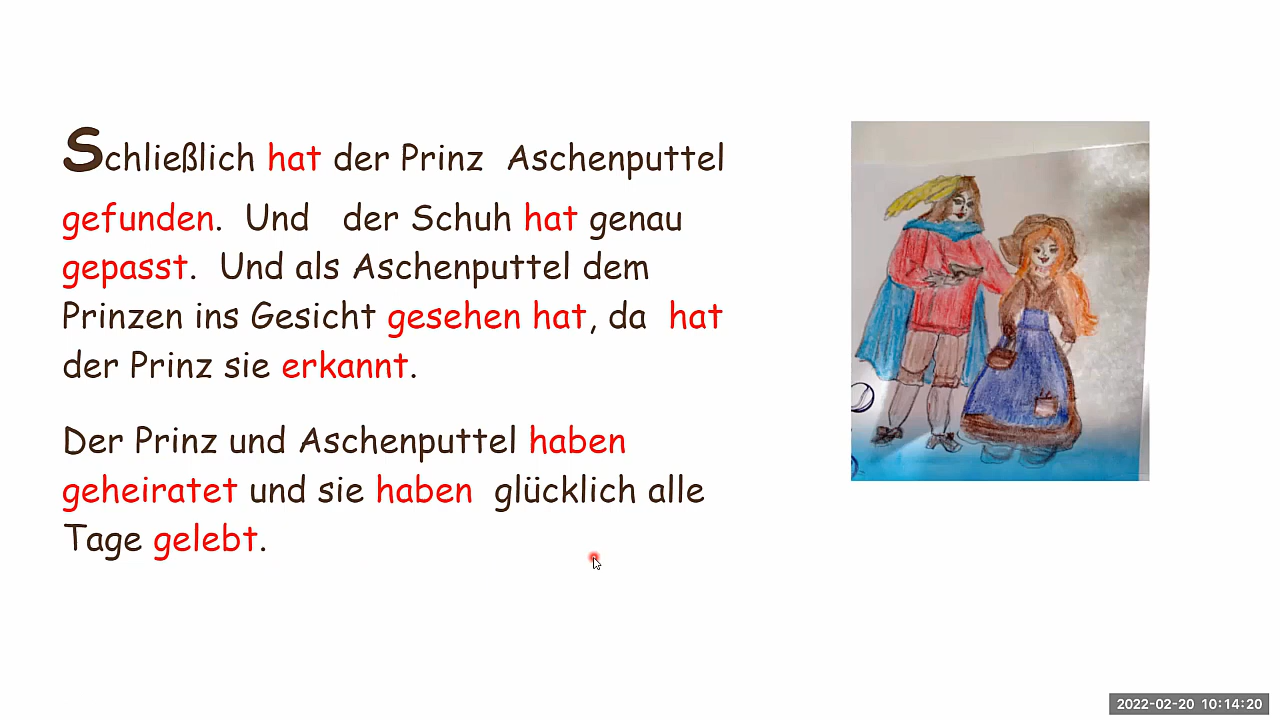 Schließlich hat der Prinz Aschenputtel
gefunden. Und der Schuh hat genau
gepasst. Und als Aschenputtel dem
Prinzen ins Gesicht gesehen hat, da hat
der Prinz sie erkannt.
Der Prinz und Aschenputtel haben
geheiratet und sie haben glücklich alle
Tage gelebt.
2022-02-20 10:14:20